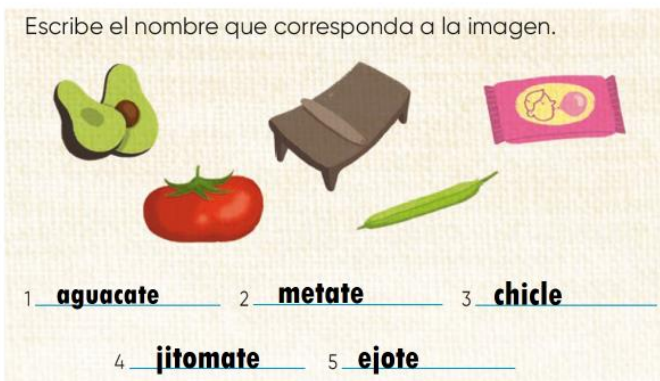 Escribe el nombre que corresponda a la imagen.
1 aguacate 2 metate 3 chicle
4 jitomate 5 ejote